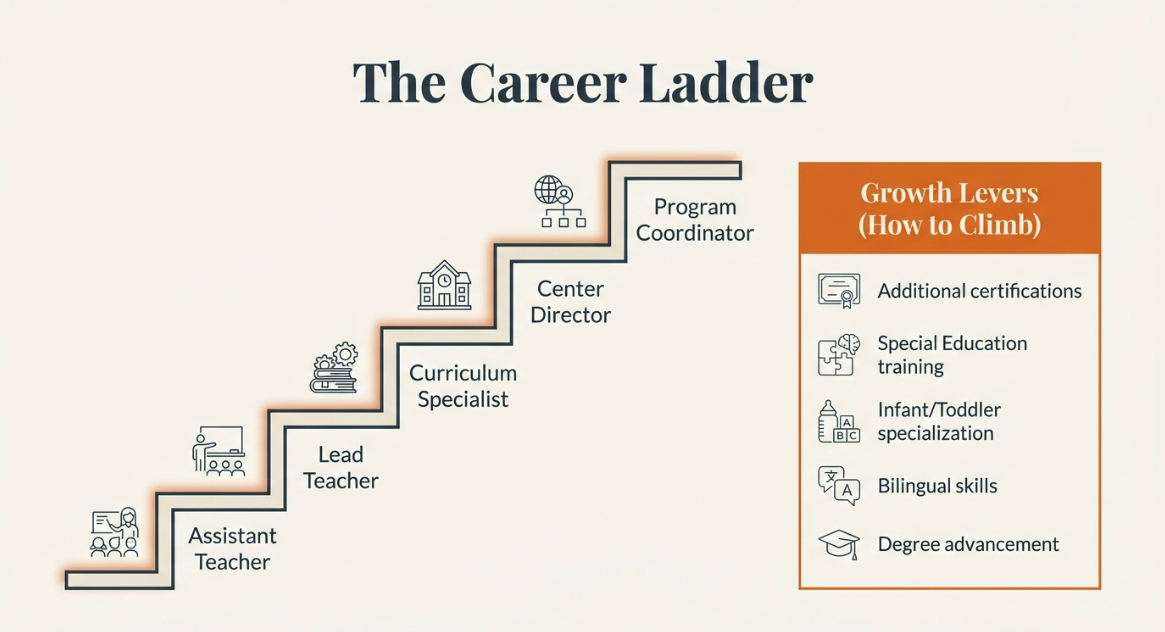 The Career Ladder
Program
Coordinator
Center
Director
Curriculum
Specialist
Lead
Teacher
Assistant
Teacher
Growth Levers
(How to Climb)
Additional certifications
Special Education
training
Infant/Toddler
specialization
A
B C
Bilingual skills
文
A
Degree advancement